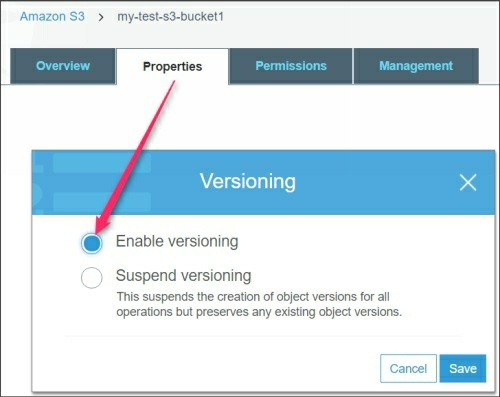 Amazon S3 > my-test-s3-bucket1
Overview Properties Permissions Management
Versioning
Enable versioning
Suspend versioning
This suspends the creation of object versions for all
operations but preserves any existing object versions.
Cancel Save